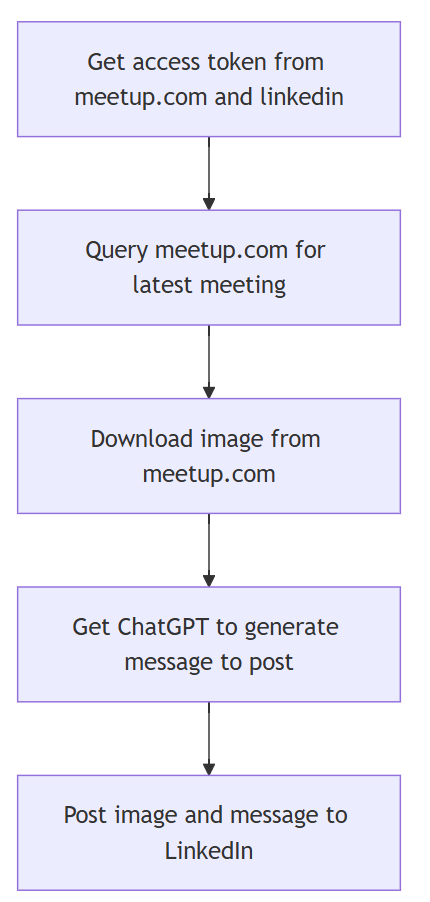 Get access token from
meetup.com and linkedin
Query meetup.com for
latest meeting
Download image from
meetup.com
Get ChatGPT to generate
message to post
Post image and message to
LinkedIn